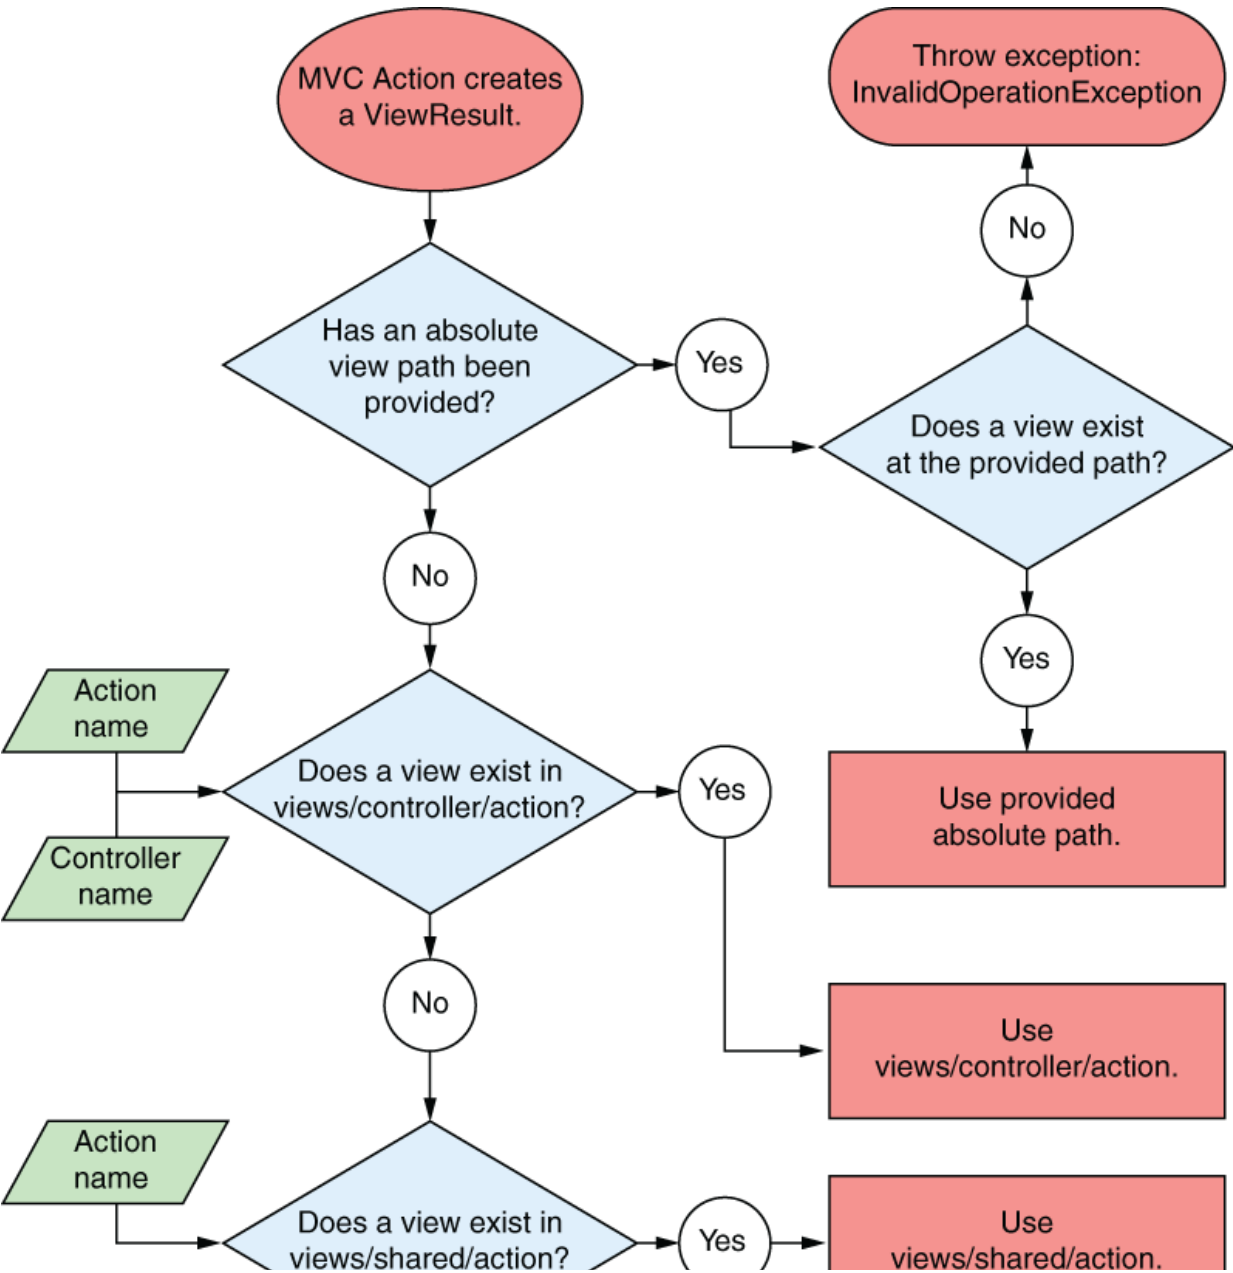 MVC Action creates
a ViewResult.
Throw exception:
InvalidOperationException
No
Has an absolute
view path been
provided?
Yes
Does a view exist
at the provided path?
No
Yes
Action
name
Does a view exist in
views/controller/action?
Yes
Use provided
absolute path.
Controller
name
No
Use
views/controller/action.
Action
name
Does a view exist in
views/shared/action?
Yes
Use
views/shared/action.